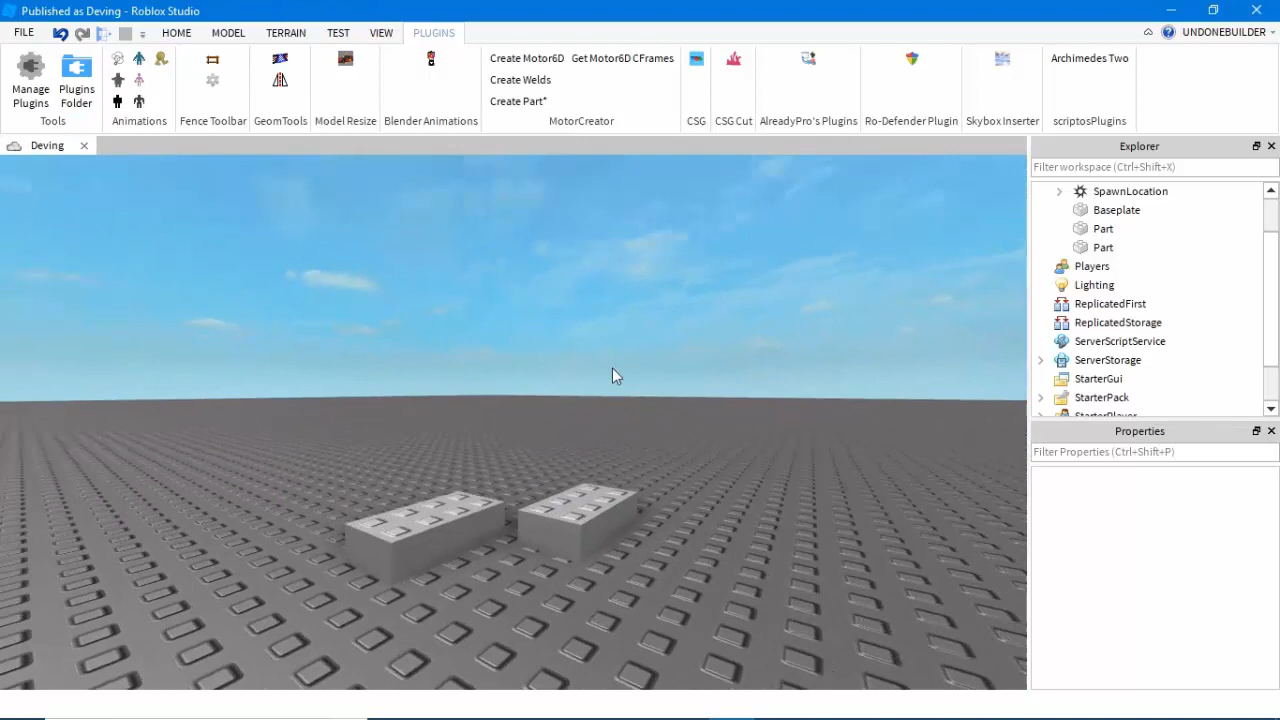 Published as Deving - Roblox Studio
FILE HOME MODEL TERRAIN TEST VIEW PLUGINS UNDONEBUILDER
Manage Plugins
Plugins Folder
Tools
Animations
Fence Toolbar
GeomTools
Model Resize
Blender Animations
Create Motor6D Get Motor6D CFrames
Create Welds
Create Part*
MotorCreator
CSG
CSG Cut
AlreadyPro's Plugins
Ro-Defender Plugin
Skybox Inserter
Archimedes Two
scriptosPlugins
Deving
Explorer
Filter workspace (Ctrl+Shift+X)
SpawnLocation
Baseplate
Part
Part
Players
Lighting
ReplicatedFirst
ReplicatedStorage
ServerScriptService
ServerStorage
StarterGui
StarterPack
StarterPlayer
Properties
Filter Properties (Ctrl+Shift+P)